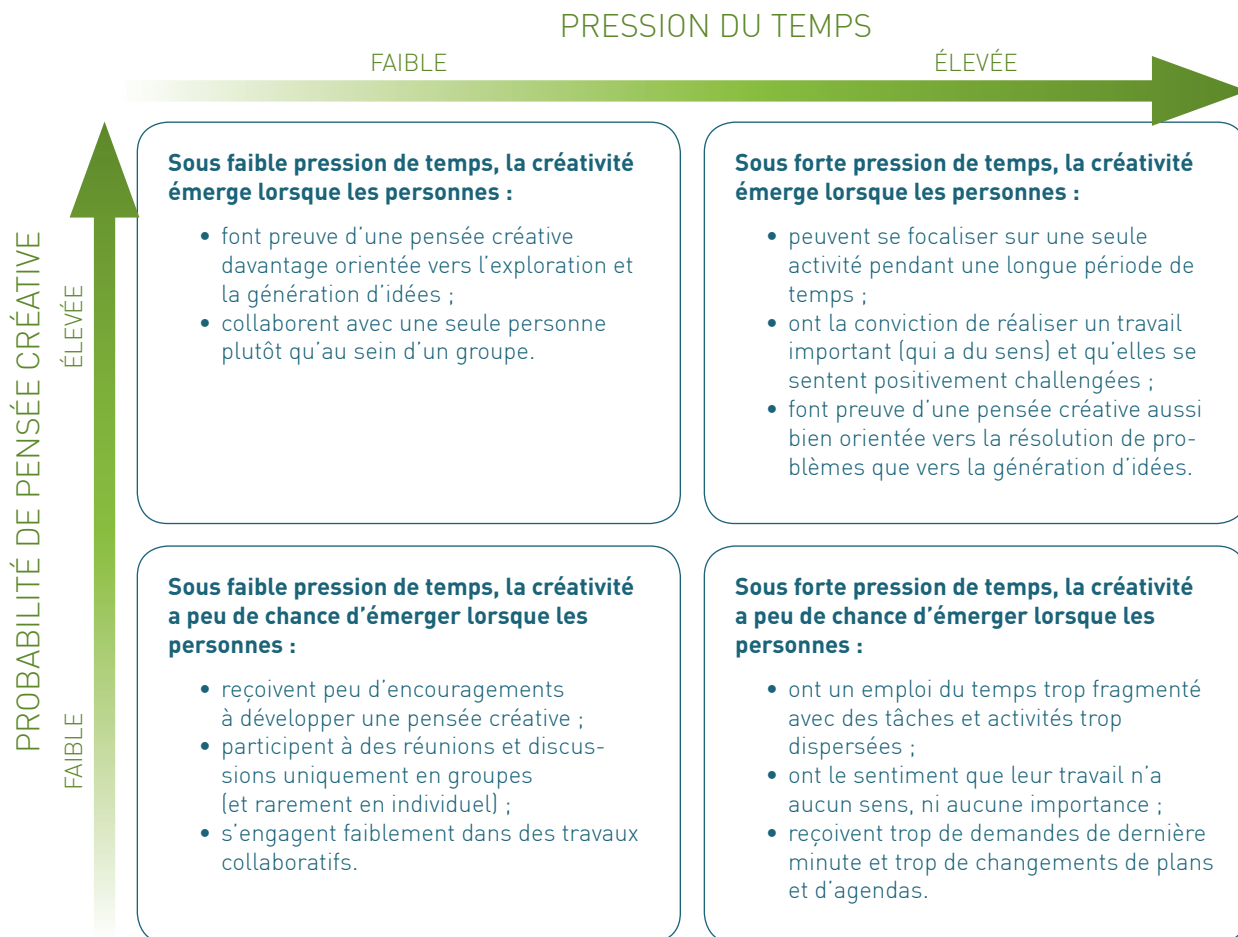 PRESSION DU TEMPS
FAIBLE
ÉLEVÉE
PROBABILITÉ DE PENSÉE CRÉATIVE
ÉLEVÉE
FAIBLE
Sous faible pression de temps, la créativité
émerge lorsque les personnes :
• font preuve d’une pensée créative
davantage orientée vers l’exploration et
la génération d’idées ;
• collaborent avec une seule personne
plutôt qu’au sein d’un groupe.
Sous forte pression de temps, la créativité
émerge lorsque les personnes :
• peuvent se focaliser sur une seule
activité pendant une longue période de
temps ;
• ont la conviction de réaliser un travail
important (qui a du sens) et qu’elles se
sentent positivement challengées ;
• font preuve d’une pensée créative aussi
bien orientée vers la résolution de pro-
blèmes que vers la génération d’idées.
Sous faible pression de temps, la créativité
a peu de chance d’émerger lorsque les
personnes :
• reçoivent peu d’encouragements
à développer une pensée créative ;
• participent à des réunions et discus-
sions uniquement en groupes
(et rarement en individuel) ;
• s’engagent faiblement dans des travaux
collaboratifs.
Sous forte pression de temps, la créativité
a peu de chance d’émerger lorsque les
personnes :
• ont un emploi du temps trop fragmenté
avec des tâches et activités trop
dispersées ;
• ont le sentiment que leur travail n’a
aucun sens, ni aucune importance ;
• reçoivent trop de demandes de dernière
minute et trop de changements de plans
et d’agendas.